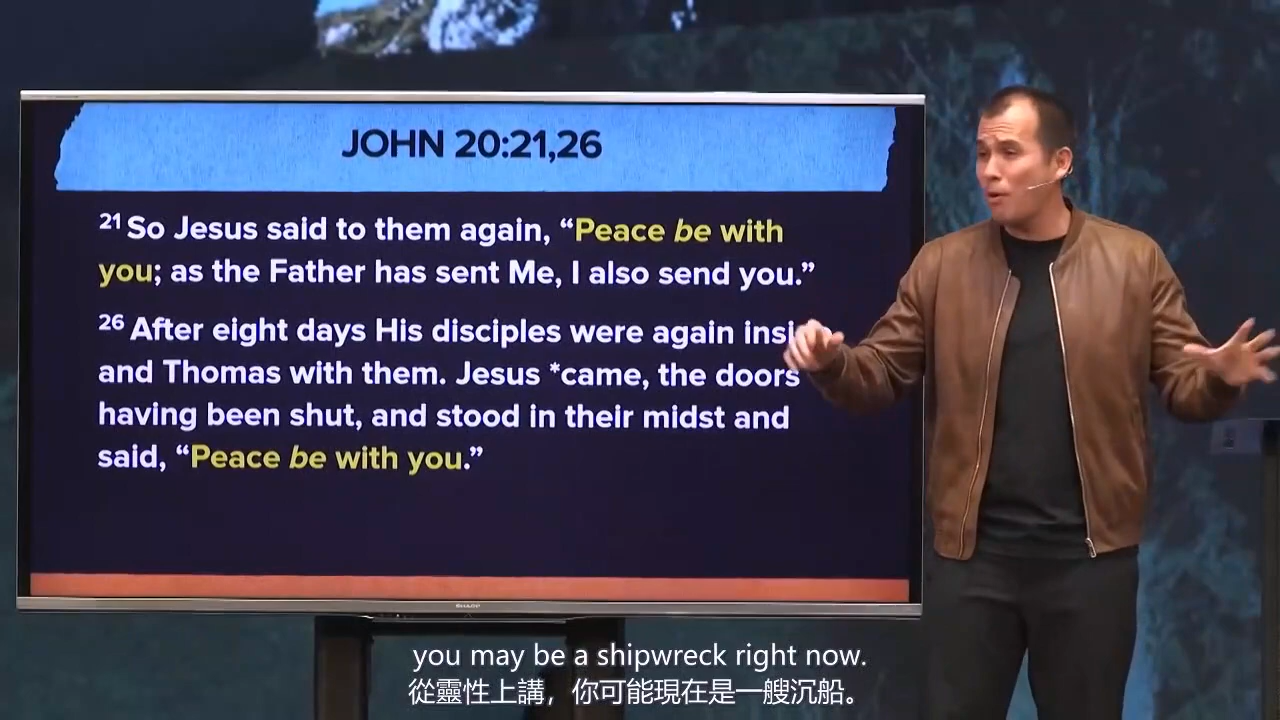 JOHN 20:21,26
21 So Jesus said to them again, “Peace be with
you; as the Father has sent Me, I also send you.”
26 After eight days His disciples were again insi
and Thomas with them. Jesus *came, the doors
having been shut, and stood in their midst and
said, “Peace be with you.”
SHARP
you may be a shipwreck right now.
從靈性上講，你可能現在是一艘沉船。